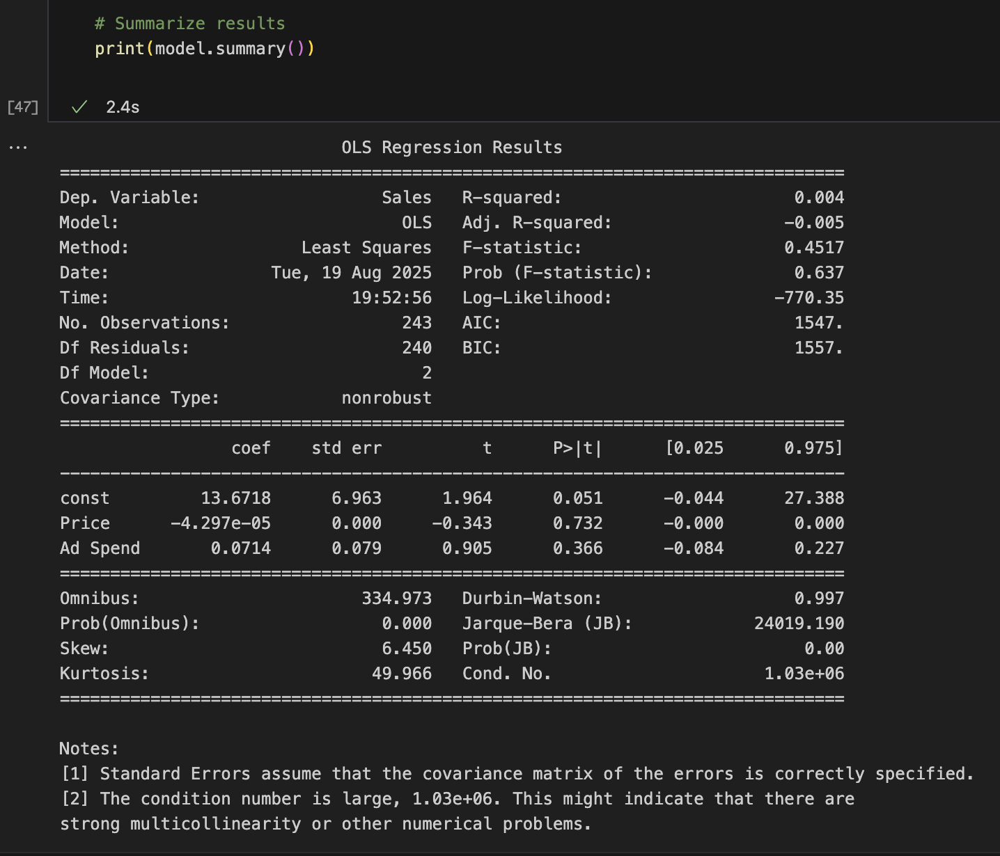 # Summarize results
print(model.summary())
[47] ✓ 2.4s
...
OLS Regression Results
==============================================================================
Dep. Variable:                  Sales   R-squared:                       0.004
Model:                            OLS   Adj. R-squared:                 -0.005
Method:                 Least Squares   F-statistic:                    0.4517
Date:                Tue, 19 Aug 2025   Prob (F-statistic):              0.637
Time:                        19:52:56   Log-Likelihood:                -770.35
No. Observations:                 243   AIC:                             1547.
Df Residuals:                     240   BIC:                             1557.
Df Model:                           2
Covariance Type:            nonrobust
==============================================================================
                 coef    std err          t      P>|t|      [0.025      0.975]
------------------------------------------------------------------------------
const         13.6718      6.963      1.964      0.051      -0.044      27.388
Price      -4.297e-05      0.000     -0.343      0.732      -0.000       0.000
Ad Spend       0.0714      0.079      0.905      0.366      -0.084       0.227
==============================================================================
Omnibus:                      334.973   Durbin-Watson:                   0.997
Prob(Omnibus):                  0.000   Jarque-Bera (JB):            24019.190
Skew:                           6.450   Prob(JB):                         0.00
Kurtosis:                      49.966   Cond. No.                     1.03e+06
==============================================================================
Notes:
[1] Standard Errors assume that the covariance matrix of the errors is correctly specified.
[2] The condition number is large, 1.03e+06. This might indicate that there are
strong multicollinearity or other numerical problems.